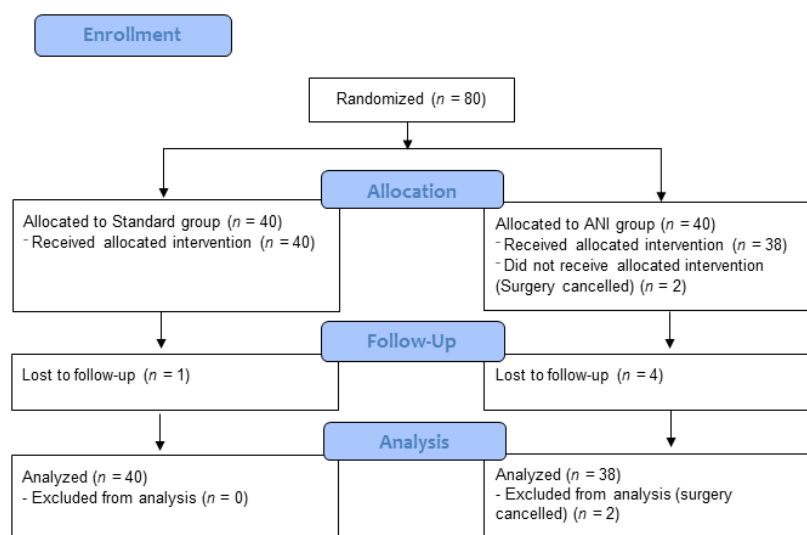 Enrollment
Randomized (n = 80)
Allocation
Allocated to Standard group (n = 40)
- Received allocated intervention (n = 40)
Allocated to ANI group (n = 40)
- Received allocated intervention (n = 38)
- Did not receive allocated intervention
(Surgery cancelled) (n = 2)
Follow-Up
Lost to follow-up (n = 1)
Lost to follow-up (n = 4)
Analysis
Analyzed (n = 40)
- Excluded from analysis (n = 0)
Analyzed (n = 38)
- Excluded from analysis (surgery
cancelled) (n = 2)